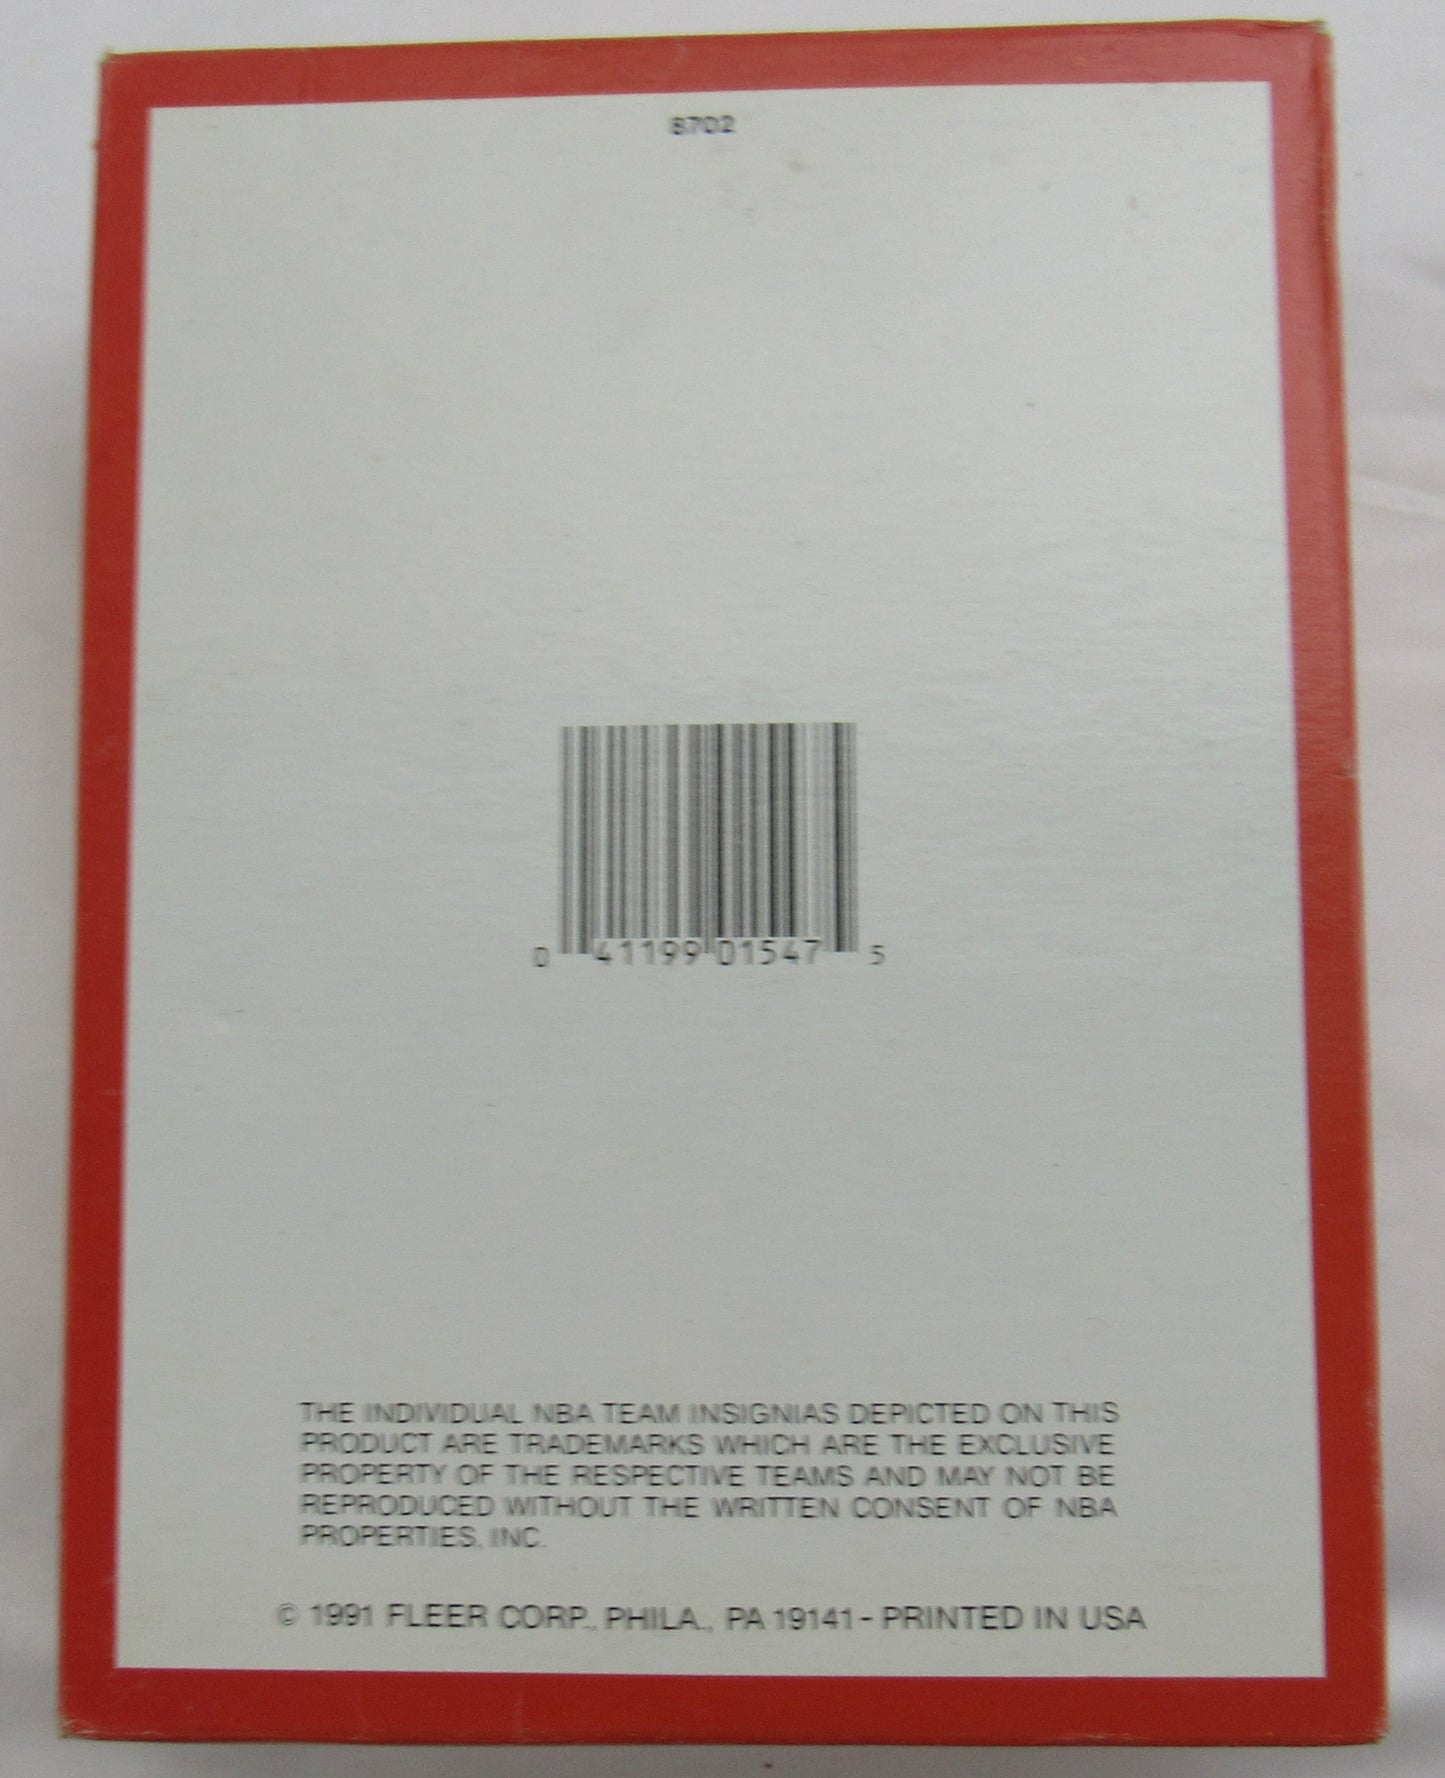 8702
0 41199 01547 5
THE INDIVIDUAL NBA TEAM INSIGNIAS DEPICTED ON THIS
PRODUCT ARE TRADEMARKS WHICH ARE THE EXCLUSIVE
PROPERTY OF THE RESPECTIVE TEAMS AND MAY NOT BE
REPRODUCED WITHOUT THE WRITTEN CONSENT OF NBA
PROPERTIES, INC.
© 1991 FLEER CORP., PHILA., PA 19141 - PRINTED IN USA